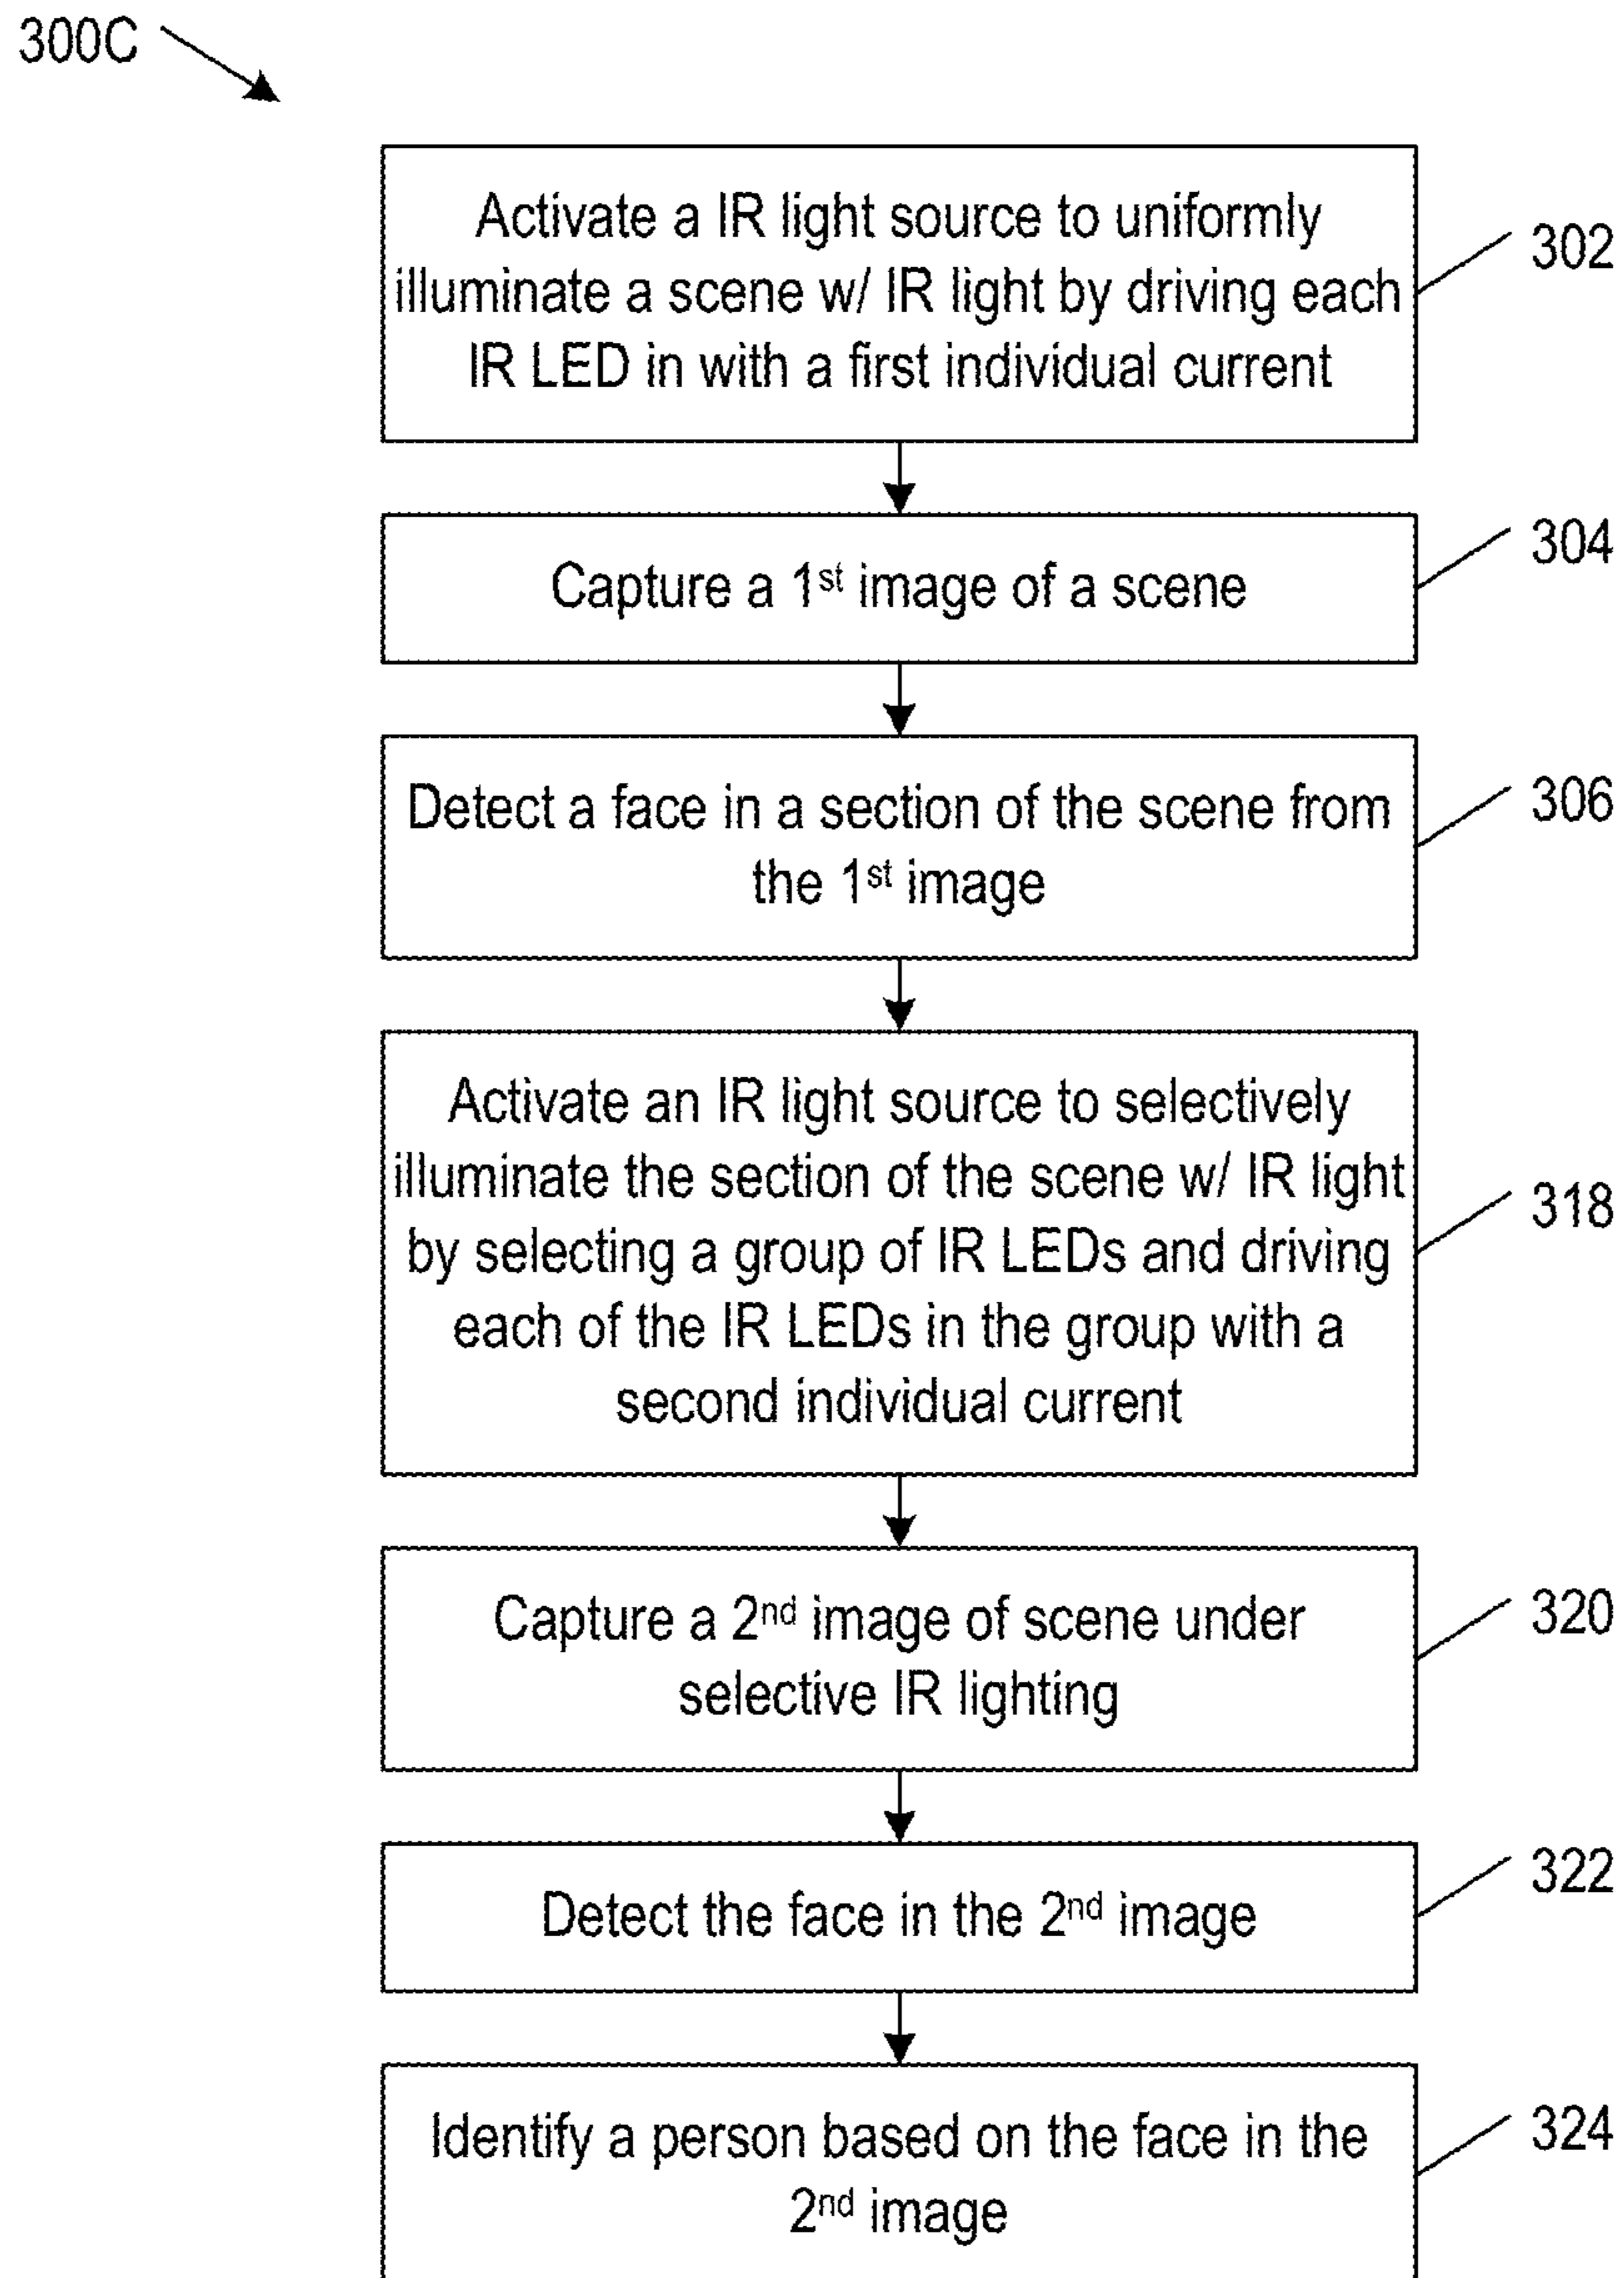 300C
Activate a IR light source to uniformly
illuminate a scene w/ IR light by driving each
IR LED in with a first individual current
302
Capture a 1st image of a scene
304
Detect a face in a section of the scene from
the 1st image
306
Activate an IR light source to selectively
illuminate the section of the scene w/ IR light
by selecting a group of IR LEDs and driving
each of the IR LEDs in the group with a
second individual current
318
Capture a 2nd image of scene under
selective IR lighting
320
Detect the face in the 2nd image
322
Identify a person based on the face in the
2nd image
324